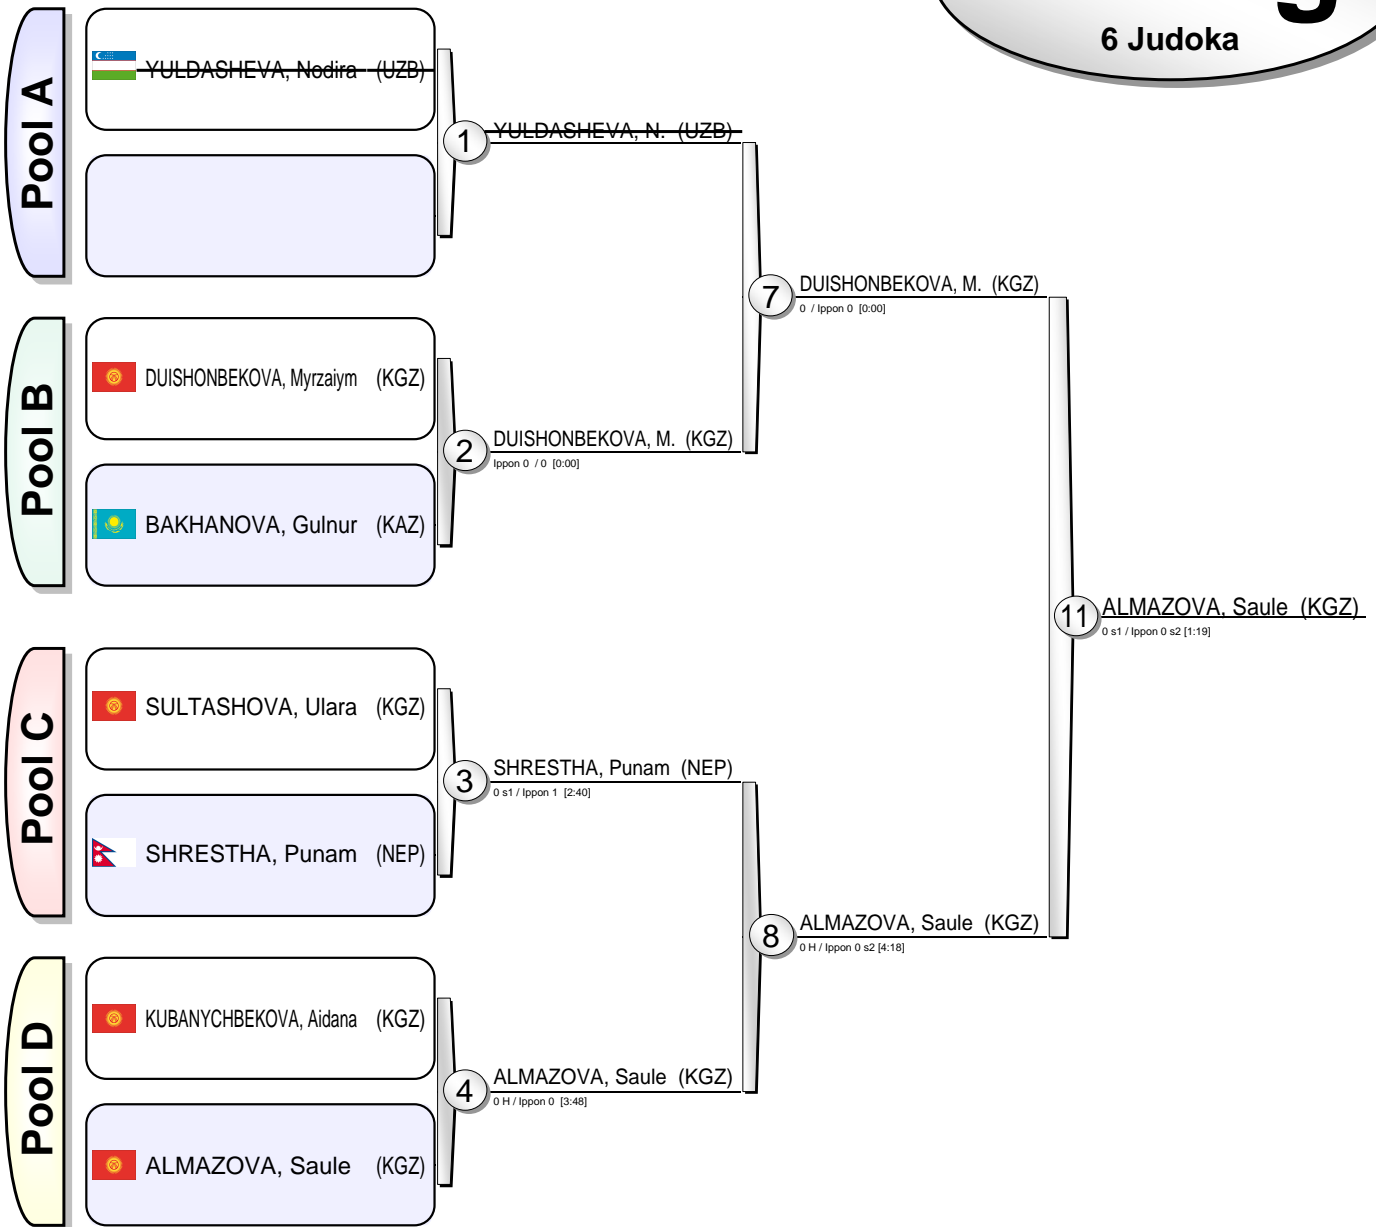 6 Judoka
Pool A
YULDASHEVA, Nodira (UZB)
1
YULDASHEVA, N. (UZB)
7
DUISHONBEKOVA, M. (KGZ)
0 / Ippon 0 [0:00]
Pool B
DUISHONBEKOVA, Myrzaiym (KGZ)
2
DUISHONBEKOVA, M. (KGZ)
Ippon 0 / 0 [0:00]
BAKHANOVA, Gulnur (KAZ)
11
ALMAZOVA, Saule (KGZ)
0 s1 / Ippon 0 s2 [1:19]
Pool C
SULTASHOVA, Ulara (KGZ)
3
SHRESTHA, Punam (NEP)
0 s1 / Ippon 1 [2:40]
SHRESTHA, Punam (NEP)
8
ALMAZOVA, Saule (KGZ)
0 H / Ippon 0 s2 [4:18]
Pool D
KUBANYCHBEKOVA, Aidana (KGZ)
4
ALMAZOVA, Saule (KGZ)
0 H / Ippon 0 [3:48]
ALMAZOVA, Saule (KGZ)